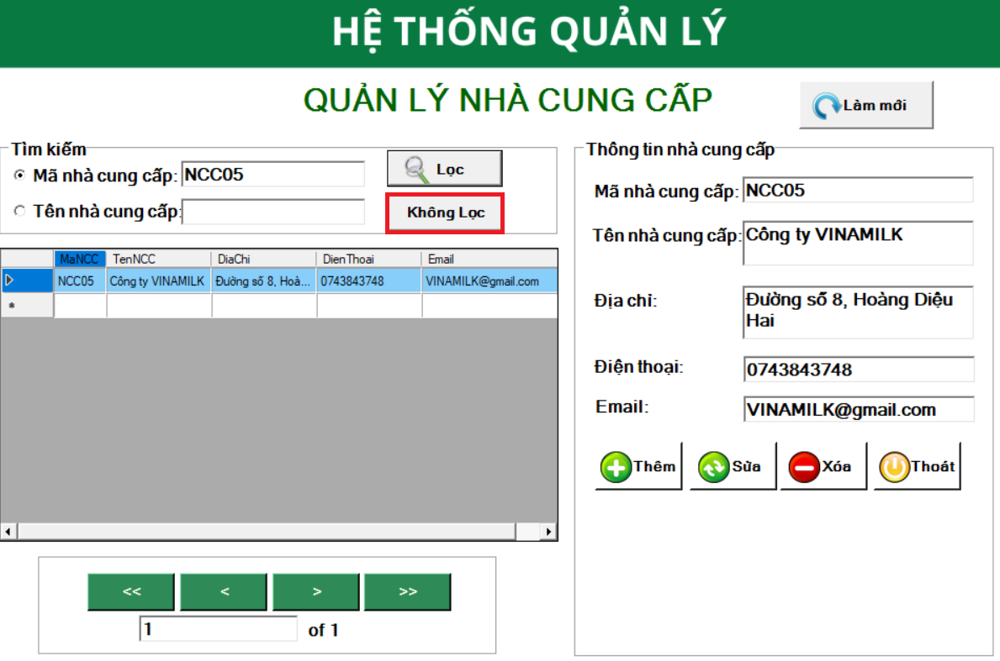 HỆ THỐNG QUẢN LÝ
QUẢN LÝ NHÀ CUNG CẤP
Làm mới
Tìm kiếm
Mã nhà cung cấp: NCC05
Lọc
Tên nhà cung cấp:
Không Lọc
MaNCC TenNCC DiaChi DienThoai Email
NCC05 Công ty VINAMILK Đường số 8, Hoà... 0743843748 VINAMILK@gmail.com
<< < > >>
1 of 1
Thông tin nhà cung cấp
Mã nhà cung cấp: NCC05
Tên nhà cung cấp: Công ty VINAMILK
Địa chỉ: Đường số 8, Hoàng Diệu
Hai
Điện thoại: 0743843748
Email: VINAMILK@gmail.com
Thêm Sửa Xóa Thoát